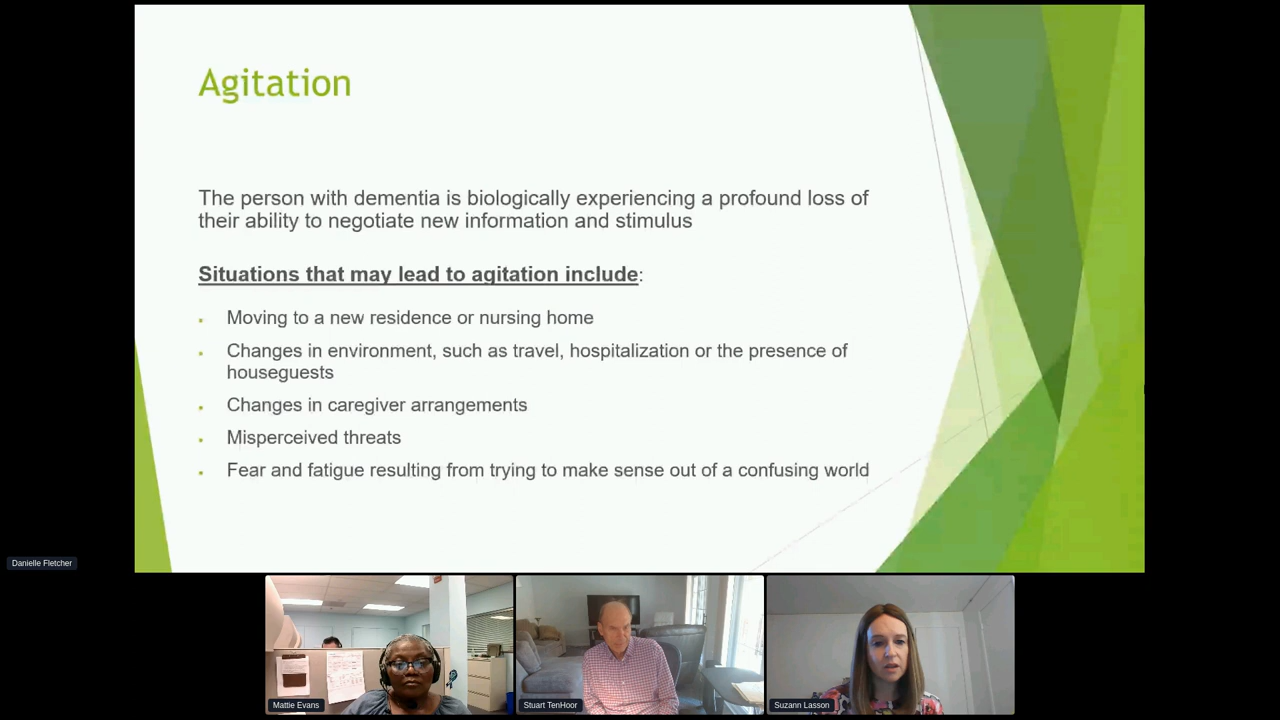 Agitation
The person with dementia is biologically experiencing a profound loss of
their ability to negotiate new information and stimulus
Situations that may lead to agitation include:
Moving to a new residence or nursing home
Changes in environment, such as travel, hospitalization or the presence of
houseguests
Changes in caregiver arrangements
Misperceived threats
Fear and fatigue resulting from trying to make sense out of a confusing world
Danielle Fletcher
Mattie Evans
Stuart TenHoor
Suzann Lasson